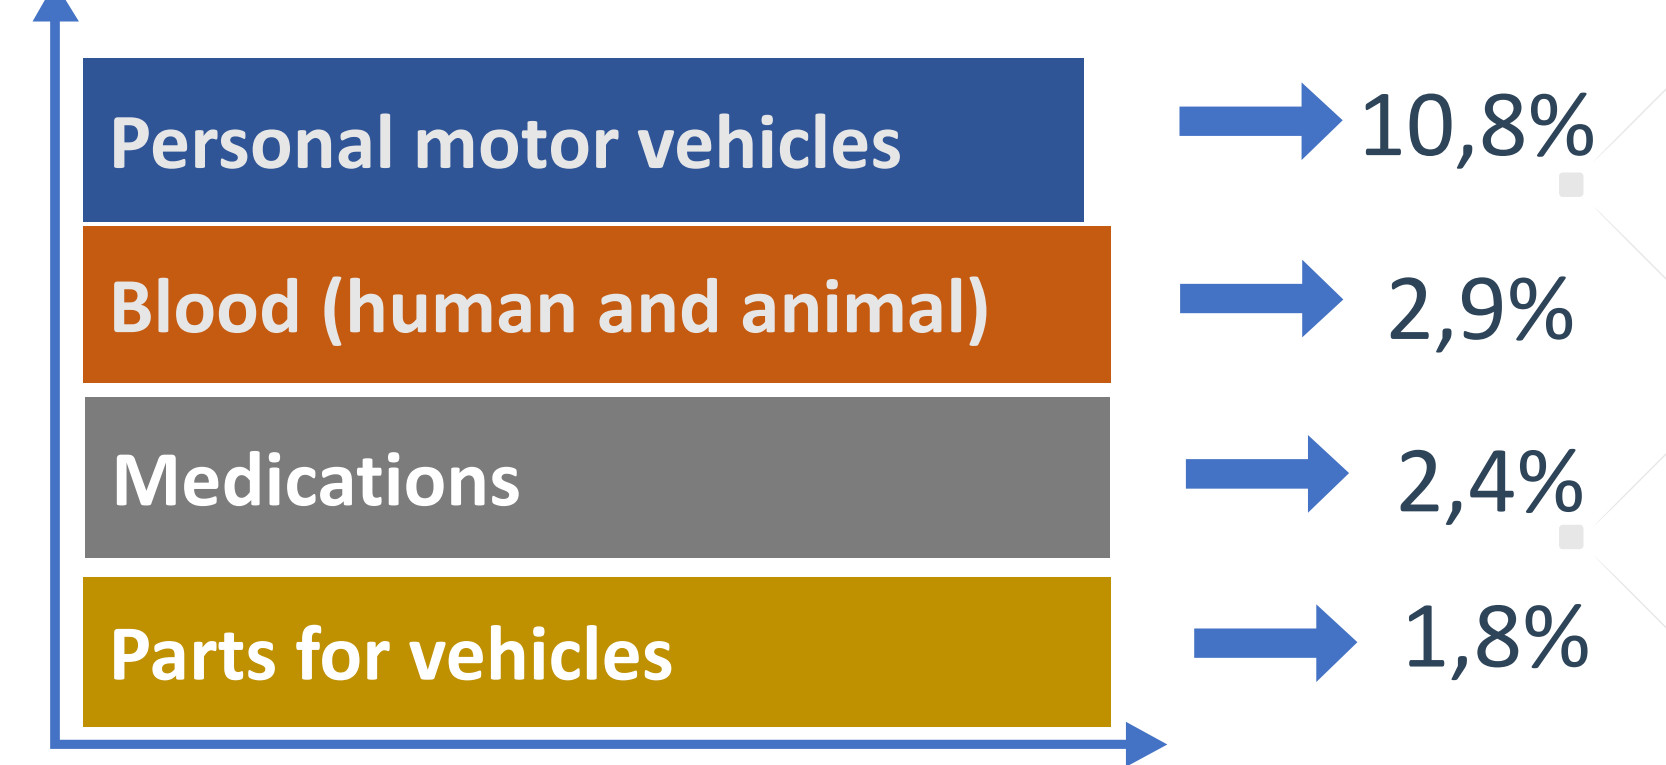 Personal motor vehicles 10,8%
Blood (human and animal) 2,9%
Medications 2,4%
Parts for vehicles 1,8%